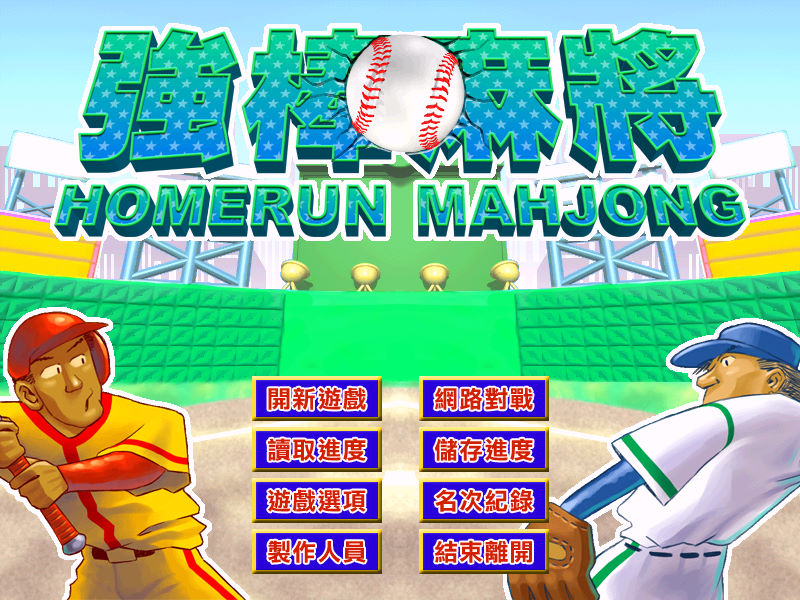 強棒麻將
HOMERUN MAHJONG
開新遊戲 網路對戰
讀取進度 儲存進度
遊戲選項 名次紀錄
製作人員 結束離開